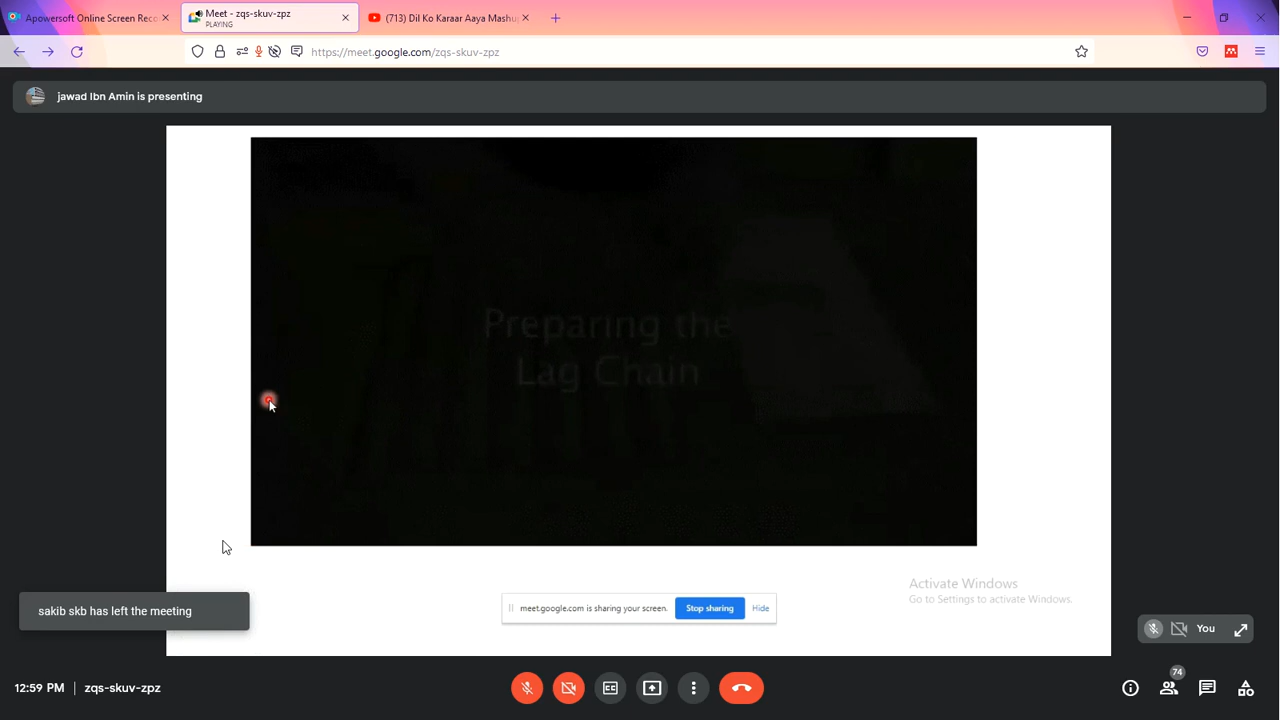 Apowersoft Online Screen Reco
Meet - zqs-skuv-zpz
PLAYING
(713) Dil Ko Karaar Aaya Mashup
https://meet.google.com/zqs-skuv-zpz
jawad Ibn Amin is presenting
Preparing the
Lag Chain
Activate Windows
Go to Settings to activate Windows.
sakib skb has left the meeting
meet.google.com is sharing your screen.
Stop sharing
Hide
You
74
12:59 PM | zqs-skuv-zpz